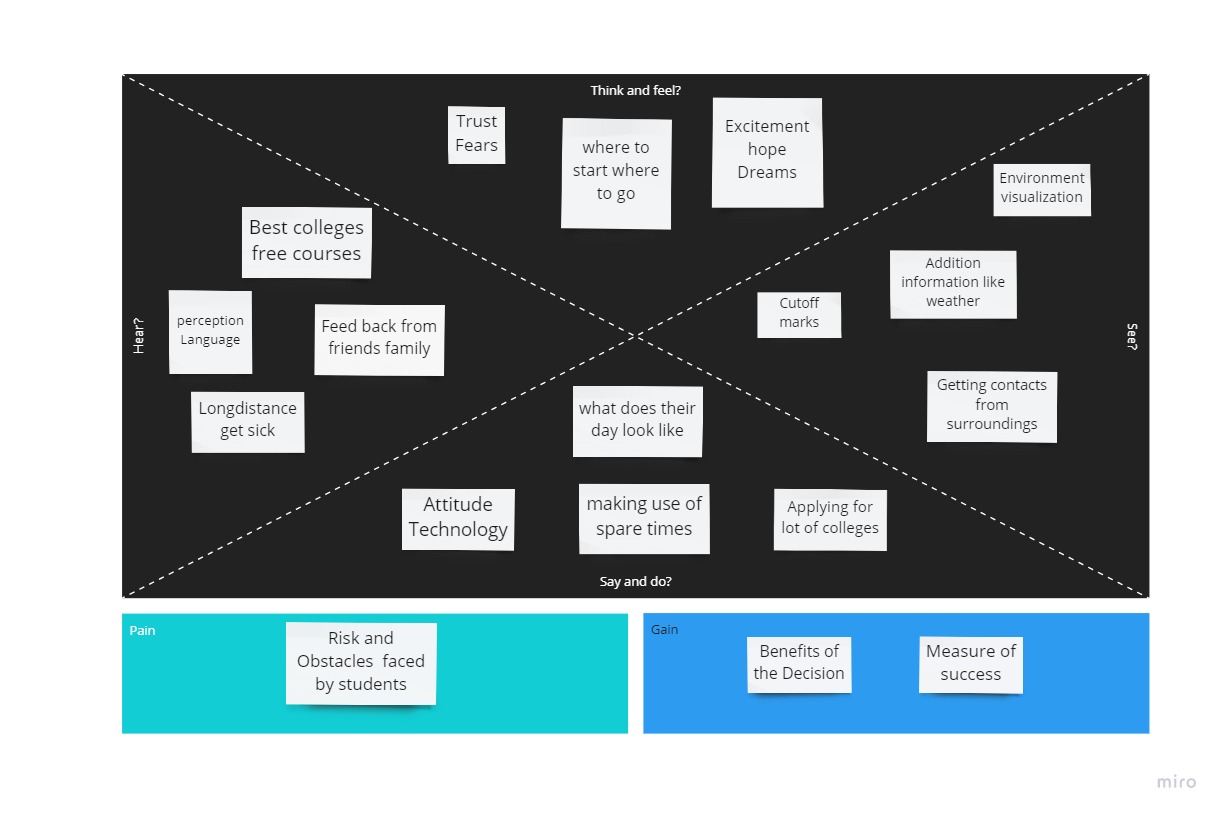 Think and feel?
Trust
Fears
where to
start where
to go
Excitement
hope
Dreams
Hear?
Best colleges
free courses
perception
Language
Feed back from
friends family
Longdistance
get sick
See?
Environment
visualization
Addition
information like
weather
Cutoff
marks
Getting contacts
from
surroundings
what does their
day look like
Attitude
Technology
making use of
spare times
Applying for
lot of colleges
Say and do?
Pain
Risk and
Obstacles faced
by students
Gain
Benefits of
the Decision
Measure of
success
miro